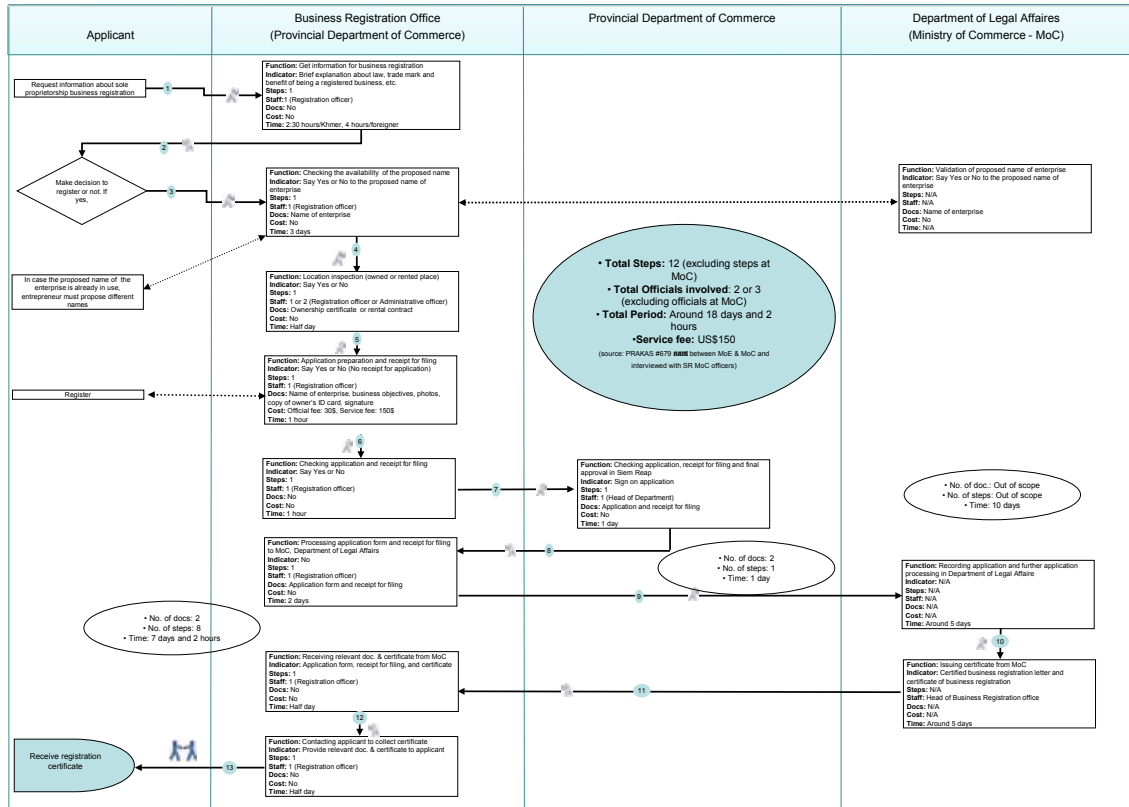 Applicant
Business Registration Office
(Provincial Department of Commerce)
Provincial Department of Commerce
Department of Legal Affaires
(Ministry of Commerce - MoC)
Request information about sole
proprietorship business registration
1
Function: Get information for business registration
Indicator: Brief explanation about law, trade mark and
benefit of being a registered business, etc.
Steps: 1
Staff:1 (Registration officer)
Docs: No
Cost: No
Time: 2:30 hours/Khmer, 4 hours/foreigner
2
Make decision to
register or not. If
yes,
3
Function: Checking the availability of the proposed name
Indicator: Say Yes or No to the proposed name of
enterprise
Steps: 1
Staff:1 (Registration officer)
Docs: Name of enterprise
Cost: No
Time: 3 days
Function: Validation of proposed name of enterprise
Indicator: Say Yes or No to the proposed name of
enterprise
Steps: N/A
Staff: N/A
Docs: Name of enterprise
Cost: No
Time: N/A
4
In case the proposed name of the
enterprise is already in use,
entrepreneur must propose different
names
Function: Location inspection (owned or rented place)
Indicator: Say Yes or No
Steps: 1
Staff: 1 or 2 (Registration officer or Administrative officer)
Docs: Ownership certificate or rental contract
Cost: No
Time: Half day
• Total Steps: 12 (excluding steps at
MoC)
• Total Officials involved: 2 or 3
(excluding officials at MoC)
• Total Period: Around 18 days and 2
hours
•Service fee: US$150
(source: PRAKAS #679 between MoE & MoC and
interviewed with SR MoC officers)
5
Register
Function: Application preparation and receipt for filing
Indicator: Say Yes or No (No receipt for application)
Steps: 1
Staff: 1 (Registration officer)
Docs: Name of enterprise, business objectives, photos,
copy of owner's ID card, signature
Cost: Official fee: 30$, Service fee: 150$
Time: 1 hour
6
Function: Checking application and receipt for filing
Indicator: Say Yes or No
Steps: 1
Staff: 1 (Registration officer)
Docs: No
Cost: No
Time: 1 hour
7
Function: Checking application, receipt for filing and final
approval in Siem Reap
Indicator: Sign on application
Steps: 1
Staff: 1 (Head of Department)
Docs: Application and receipt for filing
Cost: No
Time: 1 day
• No. of doc.: Out of scope
• No. of steps: Out of scope
• Time: 10 days
8
Function: Processing application form and receipt for filing
to MoC, Department of Legal Affairs
Indicator: No
Steps: 1
Staff: 1 (Registration officer)
Docs: Application form and receipt for filing
Cost: No
Time: 2 days
• No. of docs: 2
• No. of steps: 1
• Time: 1 day
9
Function: Recording application and further application
processing in Department of Legal Affaire
Indicator: N/A
Steps: N/A
Staff: N/A
Docs: N/A
Cost: N/A
Time: Around 5 days
• No. of docs: 2
• No. of steps: 8
• Time: 7 days and 2 hours
10
Function: Receiving relevant doc. & certificate from MoC
Indicator: Application form, receipt for filing, and certificate
Steps: 1
Staff: 1 (Registration officer)
Docs: No
Cost: No
Time: Half day
11
Function: Issuing certificate from MoC
Indicator: Certified business registration letter and
certificate of business registration
Steps: N/A
Staff: Head of Business Registration office
Docs: N/A
Cost: N/A
Time: Around 5 days
12
Receive registration
certificate
13
Function: Contacting applicant to collect certificate
Indicator: Provide relevant doc. & certificate to applicant
Steps: 1
Staff: 1 (Registration officer)
Docs: No
Cost: No
Time: Half day